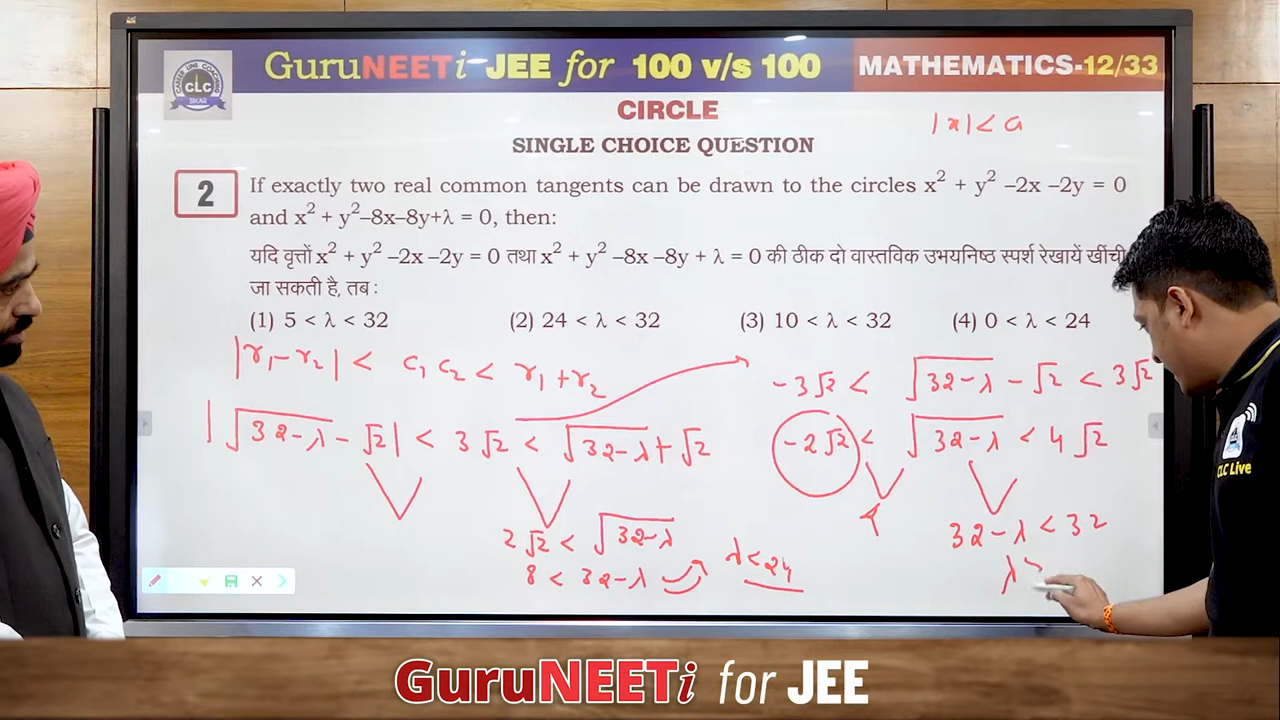 GuruNEETi JEE for 100 v/s 100 MATHEMATICS-12/33
CAREER LINE COACHING
CLC
SIKAR
CIRCLE
|x| < a
SINGLE CHOICE QUESTION
2
If exactly two real common tangents can be drawn to the circles x² + y² –2x –2y = 0
and x² + y²–8x–8y+λ = 0, then:
यदि वृत्तों x² + y² –2x –2y = 0 तथा x² + y² –8x –8y + λ = 0 की ठीक दो वास्तविक उभयनिष्ठ स्पर्श रेखायें खींची
जा सकती है, तब :
(1) 5 < λ < 32 (2) 24 < λ < 32 (3) 10 < λ < 32 (4) 0 < λ < 24
|r₁–r₂| < c₁c₂ < r₁+r₂
|√32–λ – √2| < 3√2 < √32–λ + √2
2√2 < √32–λ
8 < 32–λ
λ<24
-3√2 < √32–λ – √2 < 3√2
-2√2 < √32–λ < 4√2
32–λ < 32
λ >
CLC Live
GuruNEETi for JEE